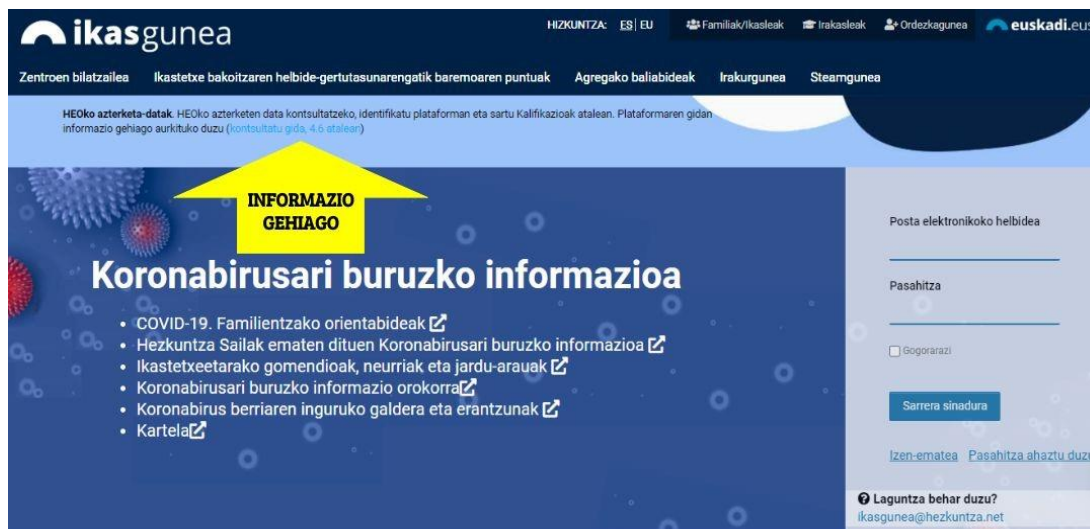 ikasgunea
HIZKUNTZA: ES | EU
Familiak/Ikasleak
Irakasleak
Ordezkagunea
euskadi.eus
Zentroen bilatzailea
Ikastetxe bakoitzaren helbide-gertutasunarengatik baremoaren puntuak
Agregako baliabideak
Irakurgunea
Steamgunea
HEOko azterketa-datak. HEOko azterketen data kontsultatzeko, identifikatu plataforman eta sartu Kalifikazioak atalean. Plataformaren gidan
informazio gehiago aurkituko duzu (kontsultatu gida, 4.6 atalean)
INFORMAZIO
GEHIAGO
Koronabirusari buruzko informazioa
• COVID-19. Familientzako orientabideak
• Hezkuntza Sailak ematen dituen Koronabirusari buruzko informazioa
• Ikastetxeetarako gomendioak, neurriak eta jardu-arauak
• Koronabirusari buruzko informazio orokorra
• Koronabirus berriaren inguruko galdera eta erantzunak
• Kartela
Posta elektronikoko helbidea
Pasahitza
Gogorarazi
Sarrera sinadura
Izen-ematea
Pasahitza ahaztu duzu
Laguntza behar duzu?
ikasgunea@hezkuntza.net